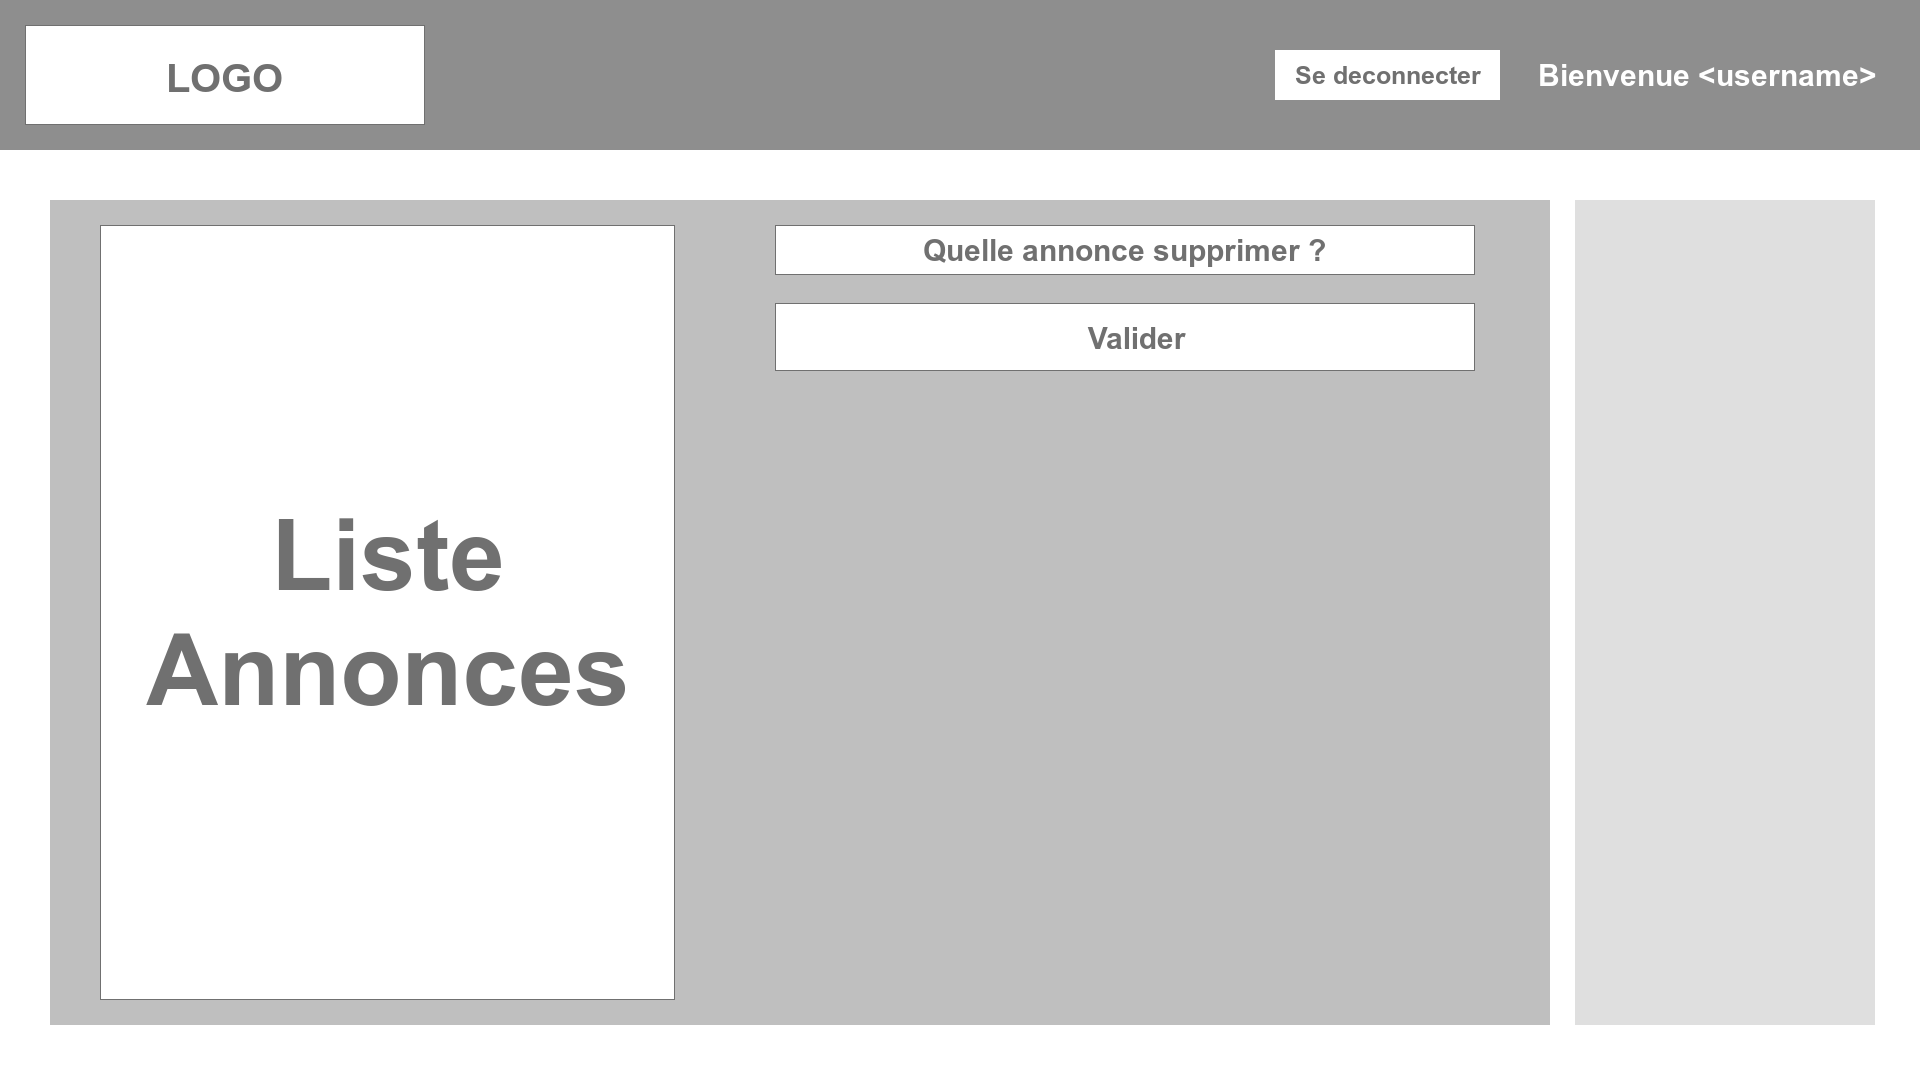 LOGO
Se deconnecter
Bienvenue <username>
Quelle annonce supprimer ?
Valider
Liste
Annonces